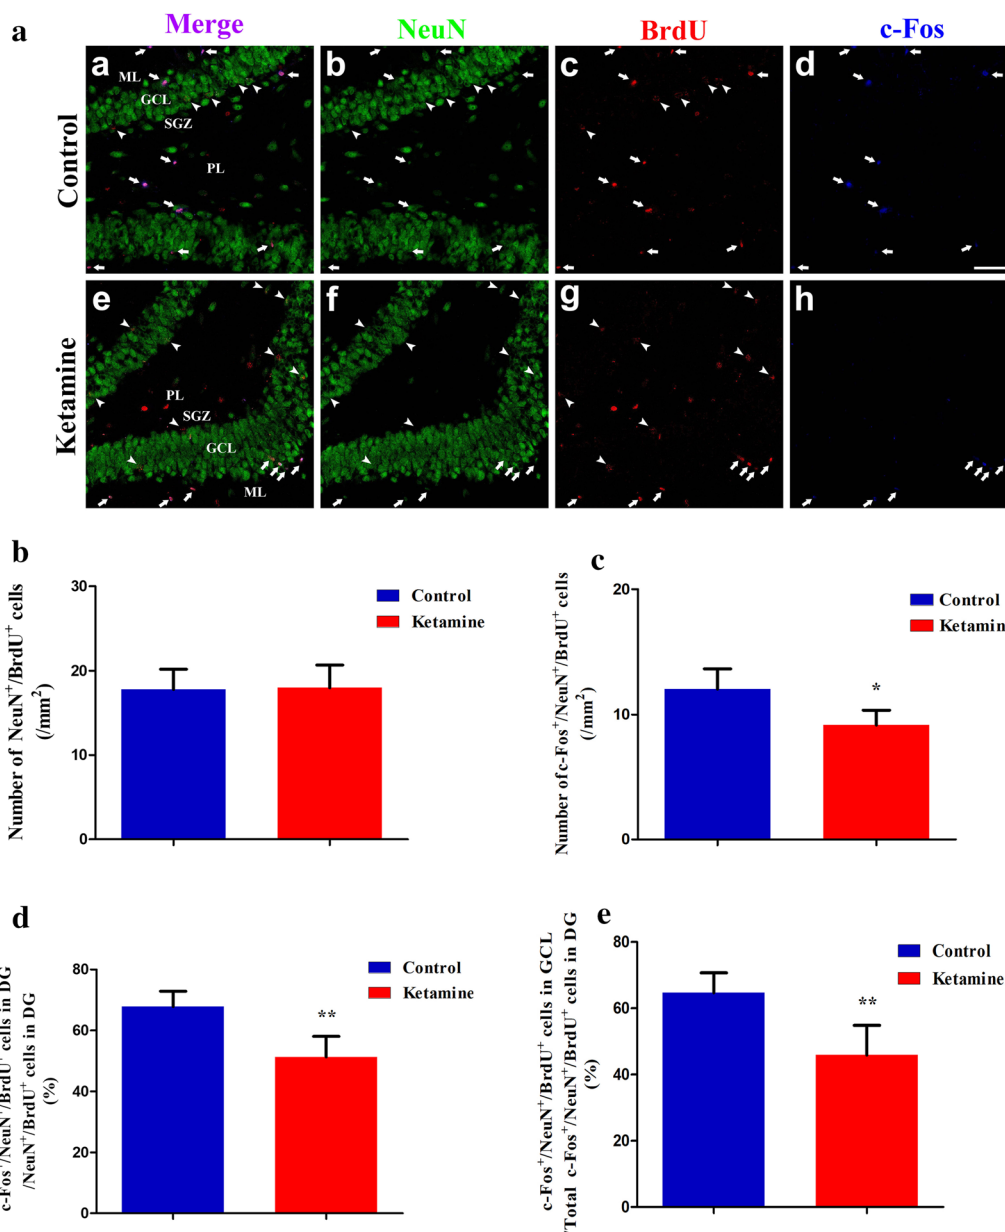 a
Merge NeuN BrdU c-Fos
Control
a ML GCL SGZ PL
b
c
d
Ketamine
e PL SGZ GCL ML
f
g
h
b
Number of NeuN⁺/BrdU⁺ cells
(/mm²)
30
20
10
0
Control
Ketamine
c
Number of c-Fos⁺/NeuN⁺/BrdU⁺ cells
(/mm²)
20
10
0
Control
Ketamin
*
d
c-Fos⁺/NeuN⁺/BrdU⁺ cells in DG
/NeuN⁺/BrdU⁺ cells in DG
(%)
80
60
40
20
0
Control
Ketamine
**
e
c-Fos⁺/NeuN⁺/BrdU⁺ cells in GCL
Total c-Fos⁺/NeuN⁺/BrdU⁺ cells in DG
(%)
80
60
40
20
0
Control
Ketamine
**